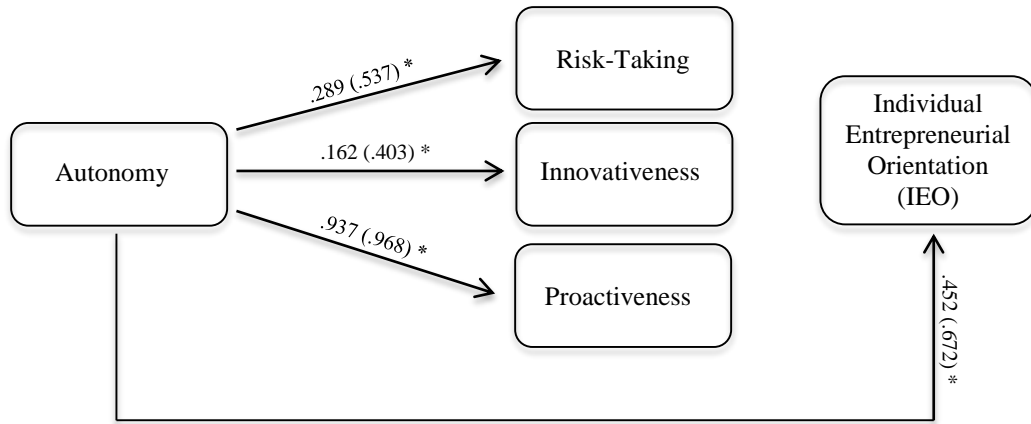 Risk-Taking
.289 (.537) *
Individual
Entrepreneurial
Orientation
(IEO)
Autonomy
.162 (.403) *
Innovativeness
.937 (.968) *
Proactiveness
.452 (.672) *